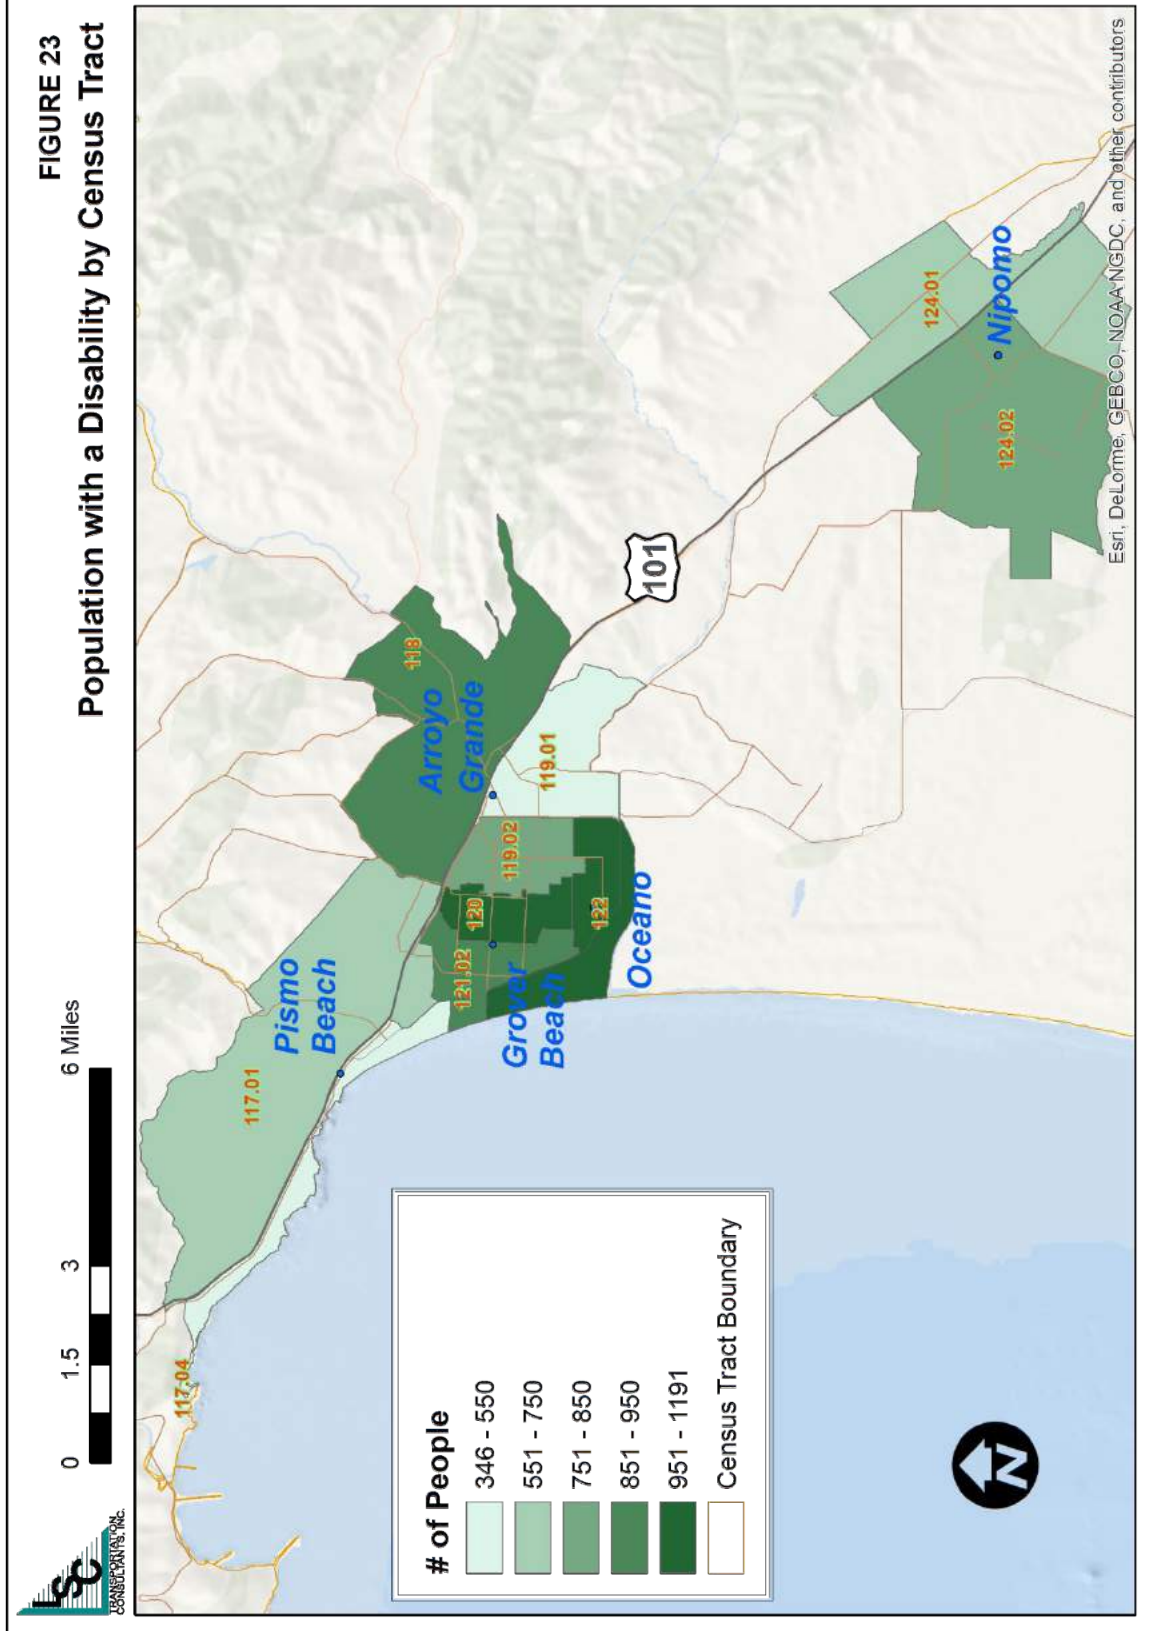 FIGURE 23
Population with a Disability by Census Tract
LSC
TRANSPORTATION
CONSULTANTS, INC.
0 1.5 3 6 Miles
117.04
117.01
Pismo
Beach
118
Arroyo
Grande
121.02
120
119.02
119.01
Grover
Beach
122
Oceano
101
124.01
Nipomo
124.02
# of People
346 - 550
551 - 750
751 - 850
851 - 950
951 - 1191
Census Tract Boundary
N
Esri, DeLorme, GEBCO, NOAA NGDC, and other contributors